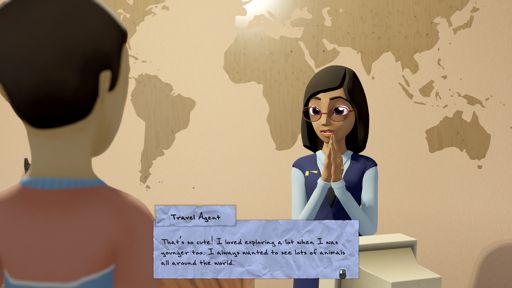 Travel Agent
That's so cute! I loved exploring a lot when I was
younger too. I always wanted to see lots of animals
all around the world.